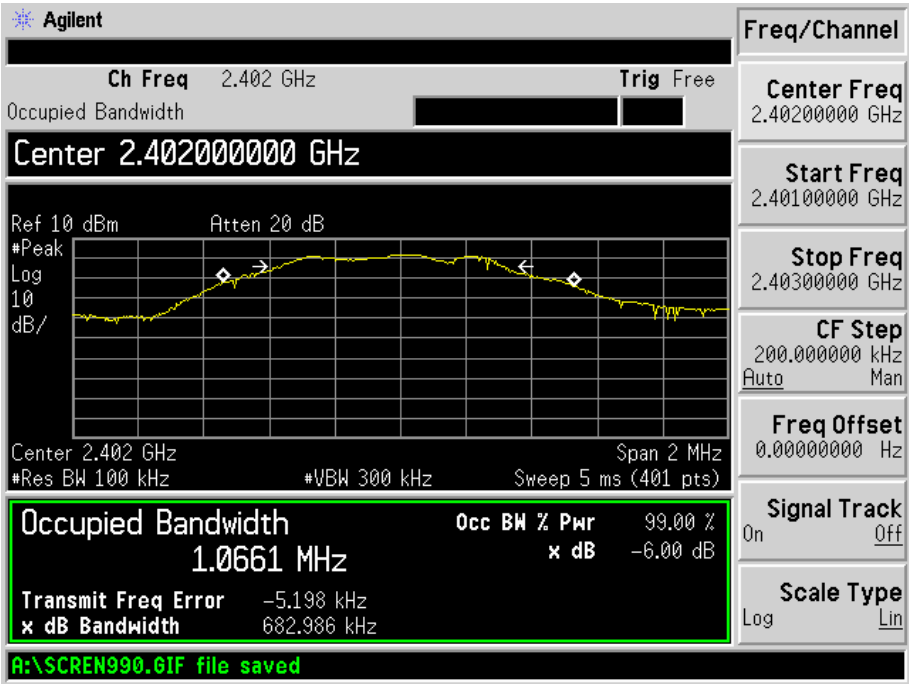 Agilent
Freq/Channel
Ch Freq 2.402 GHz Trig Free
Occupied Bandwidth
Center Freq
2.40200000 GHz
Center 2.402000000 GHz
Start Freq
2.40100000 GHz
Ref 10 dBm Atten 20 dB
#Peak
Log
10
dB/
Stop Freq
2.40300000 GHz
CF Step
200.000000 kHz
Auto Man
Freq Offset
0.00000000 Hz
Center 2.402 GHz Span 2 MHz
#Res BW 100 kHz #VBW 300 kHz Sweep 5 ms (401 pts)
Signal Track
On Off
Occupied Bandwidth
1.0661 MHz
Occ BW % Pwr 99.00 %
x dB -6.00 dB
Transmit Freq Error -5.198 kHz
x dB Bandwidth 682.986 kHz
Scale Type
Log Lin
A:\SCREN990.GIF file saved